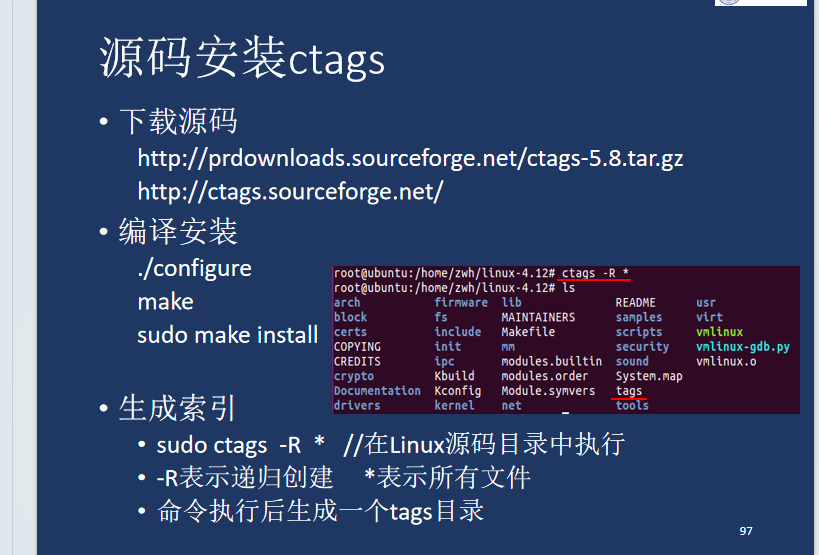 源码安装ctags
• 下载源码
http://prdownloads.sourceforge.net/ctags-5.8.tar.gz
http://ctags.sourceforge.net/
• 编译安装
./configure
make
sudo make install
root@ubuntu:/home/zwh/linux-4.12# ctags -R *
root@ubuntu:/home/zwh/linux-4.12# ls
arch firmware lib README usr
block fs MAINTAINERS samples virt
certs include Makefile scripts vmlinux
COPYING init mm security vmlinux-gdb.py
CREDITS ipc modules.builtin sound vmlinux.o
crypto Kbuild modules.order System.map
Documentation Kconfig Module.symvers tags
drivers kernel net tools
• 生成索引
• sudo ctags -R * //在Linux源码目录中执行
• -R表示递归创建 *表示所有文件
• 命令执行后生成一个tags目录
97